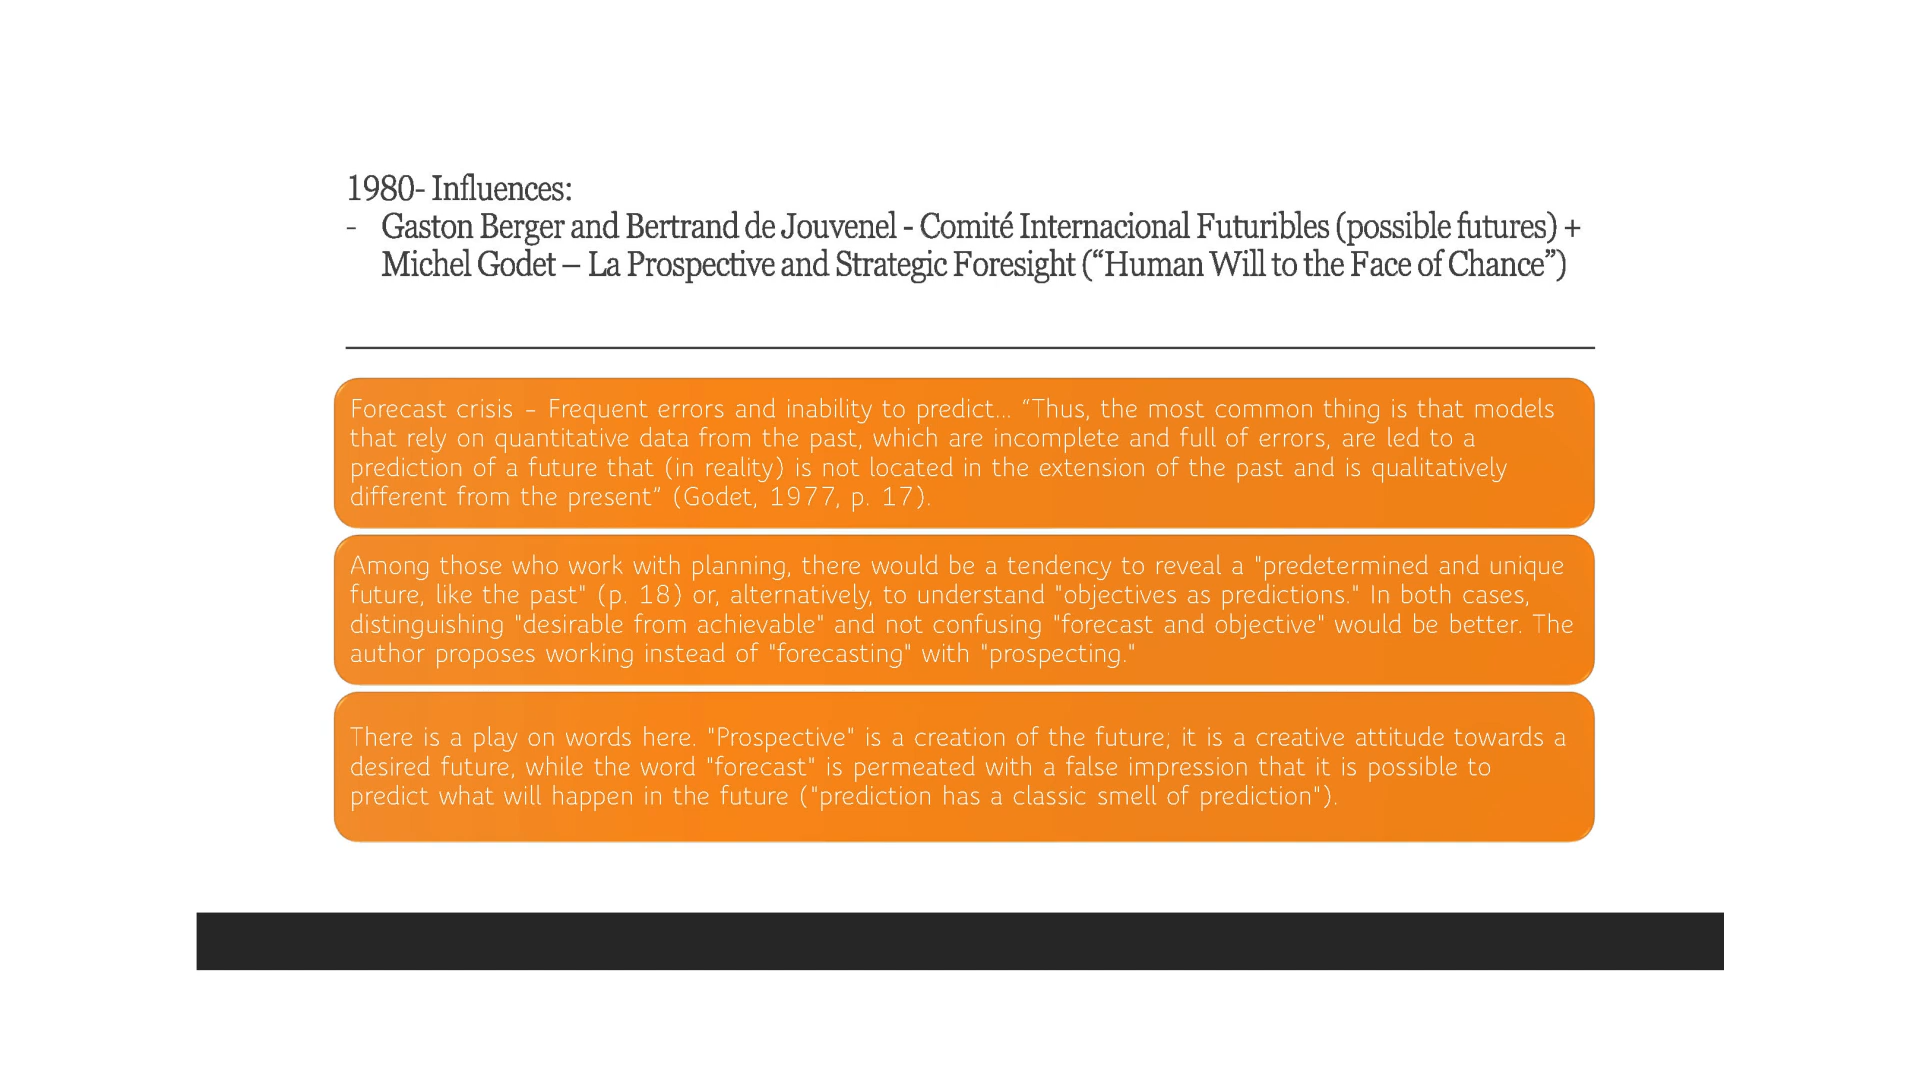 1980- Influences:
- Gaston Berger and Bertrand de Jouvenel - Comité Internacional Futuribles (possible futures) +
Michel Godet – La Prospective and Strategic Foresight (“Human Will to the Face of Chance”)
Forecast crisis – Frequent errors and inability to predict... “Thus, the most common thing is that models
that rely on quantitative data from the past, which are incomplete and full of errors, are led to a
prediction of a future that (in reality) is not located in the extension of the past and is qualitatively
different from the present” (Godet, 1977, p. 17).
Among those who work with planning, there would be a tendency to reveal a "predetermined and unique
future, like the past" (p. 18) or, alternatively, to understand "objectives as predictions." In both cases,
distinguishing "desirable from achievable" and not confusing "forecast and objective" would be better. The
author proposes working instead of "forecasting" with "prospecting."
There is a play on words here. "Prospective" is a creation of the future; it is a creative attitude towards a
desired future, while the word "forecast" is permeated with a false impression that it is possible to
predict what will happen in the future ("prediction has a classic smell of prediction").